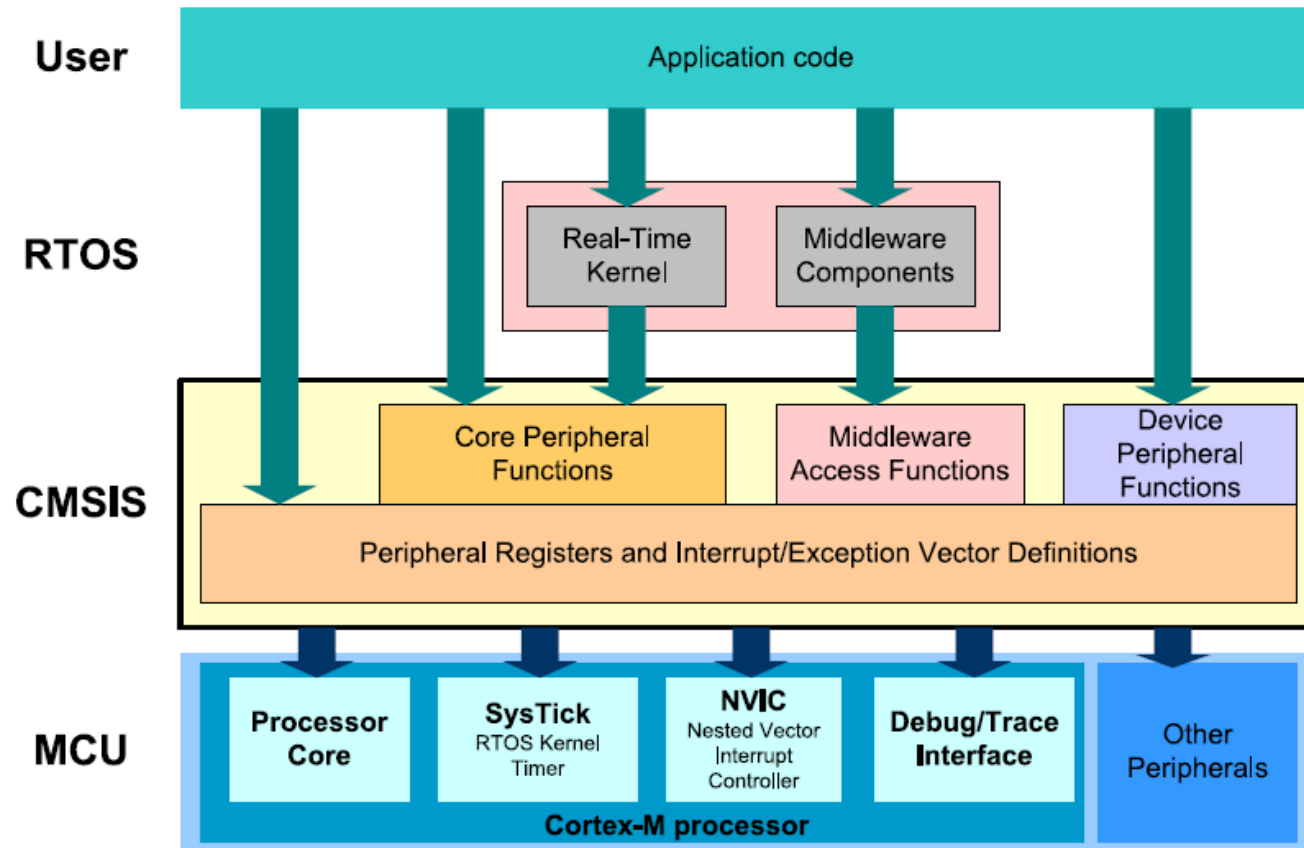 User
Application code
RTOS
Real-Time
Kernel
Middleware
Components
CMSIS
Core Peripheral
Functions
Middleware
Access Functions
Device
Peripheral
Functions
Peripheral Registers and Interrupt/Exception Vector Definitions
MCU
Processor
Core
SysTick
RTOS Kernel
Timer
NVIC
Nested Vector
Interrupt
Controller
Debug/Trace
Interface
Other
Peripherals
Cortex-M processor